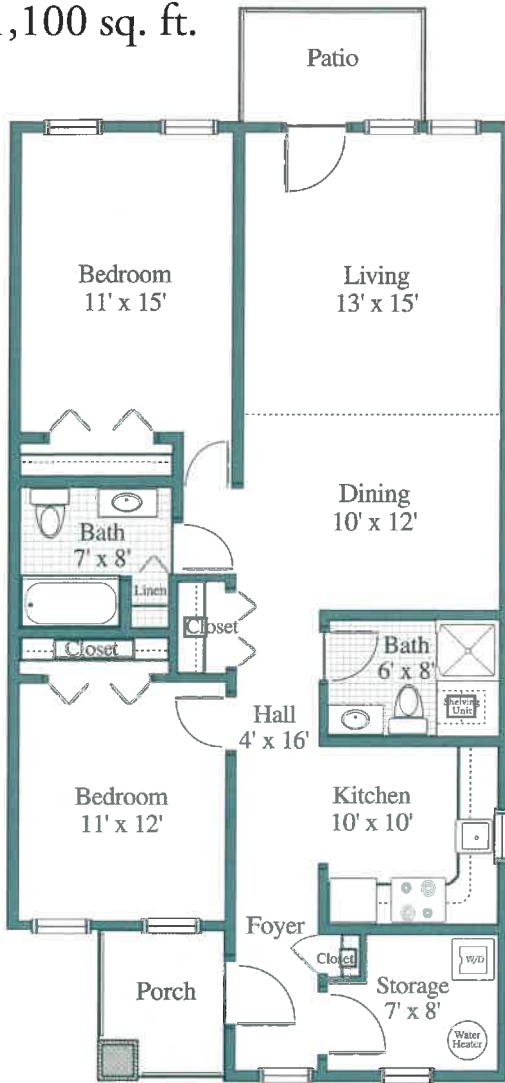 ,100 sq. ft.
Patio
Bedroom
11' x 15'
Living
13' x 15'
Dining
10' x 12'
Bath
7' x 8'
Linen
Closet
Closet
Bath
6' x 8'
Shelving
Unit
Hall
4' x 16'
Bedroom
11' x 12'
Kitchen
10' x 10'
Foyer
Closet
Porch
Storage
7' x 8'
W/D
Water
Heater